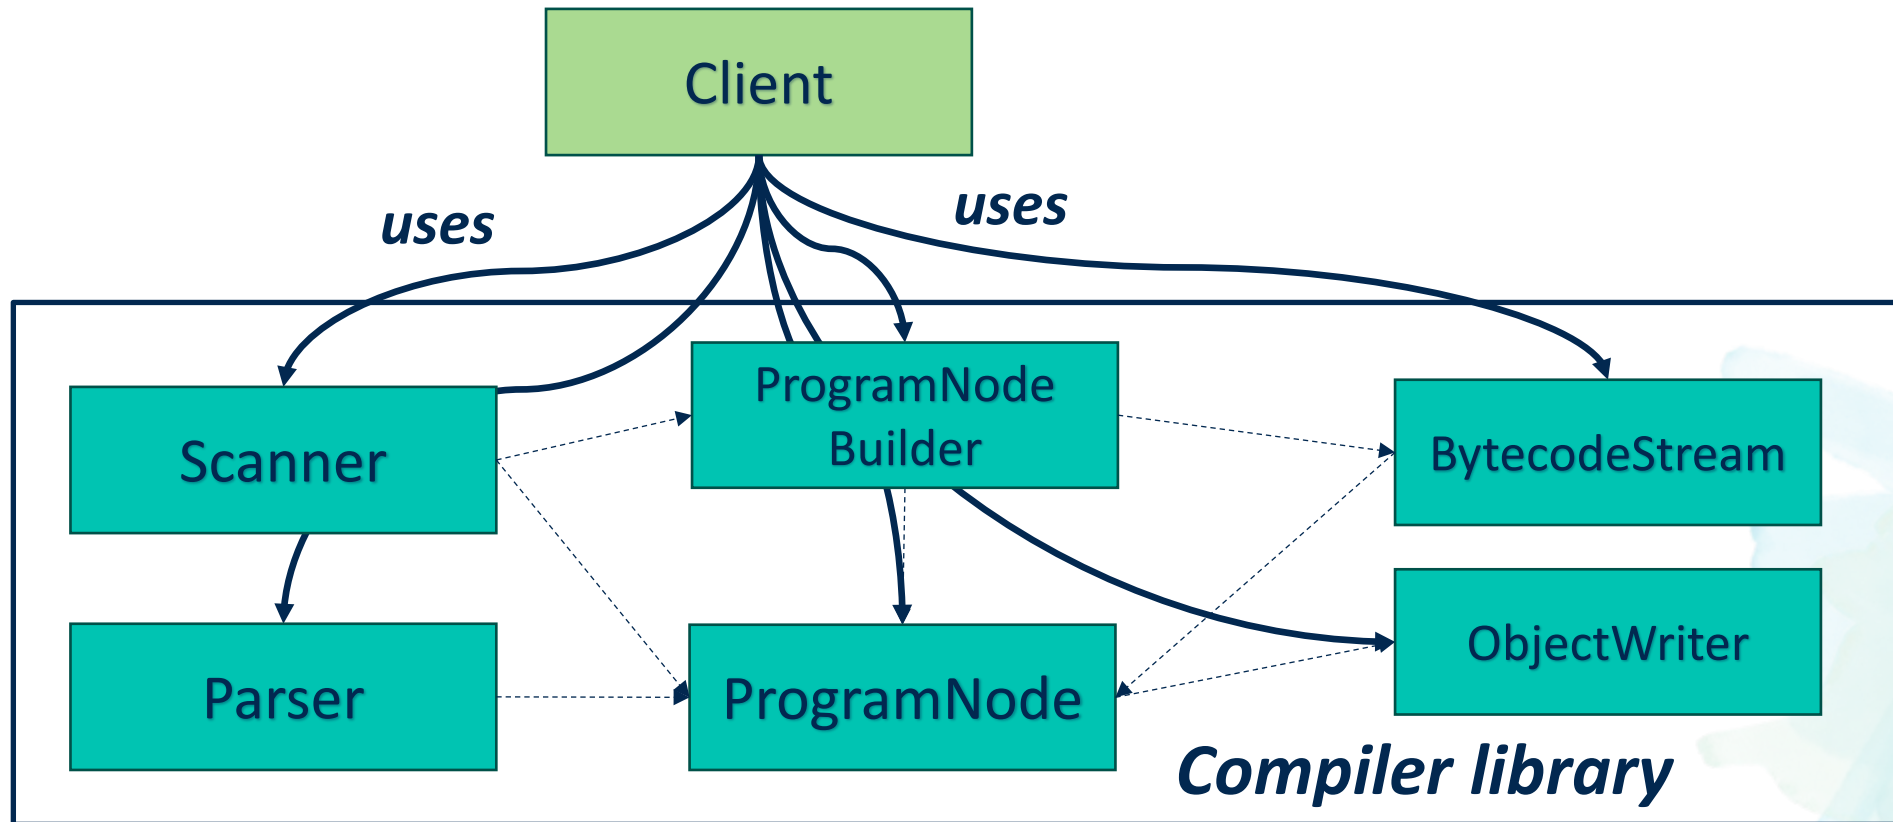 Client
uses
uses
Scanner
ProgramNode
Builder
BytecodeStream
Parser
ProgramNode
ObjectWriter
Compiler library